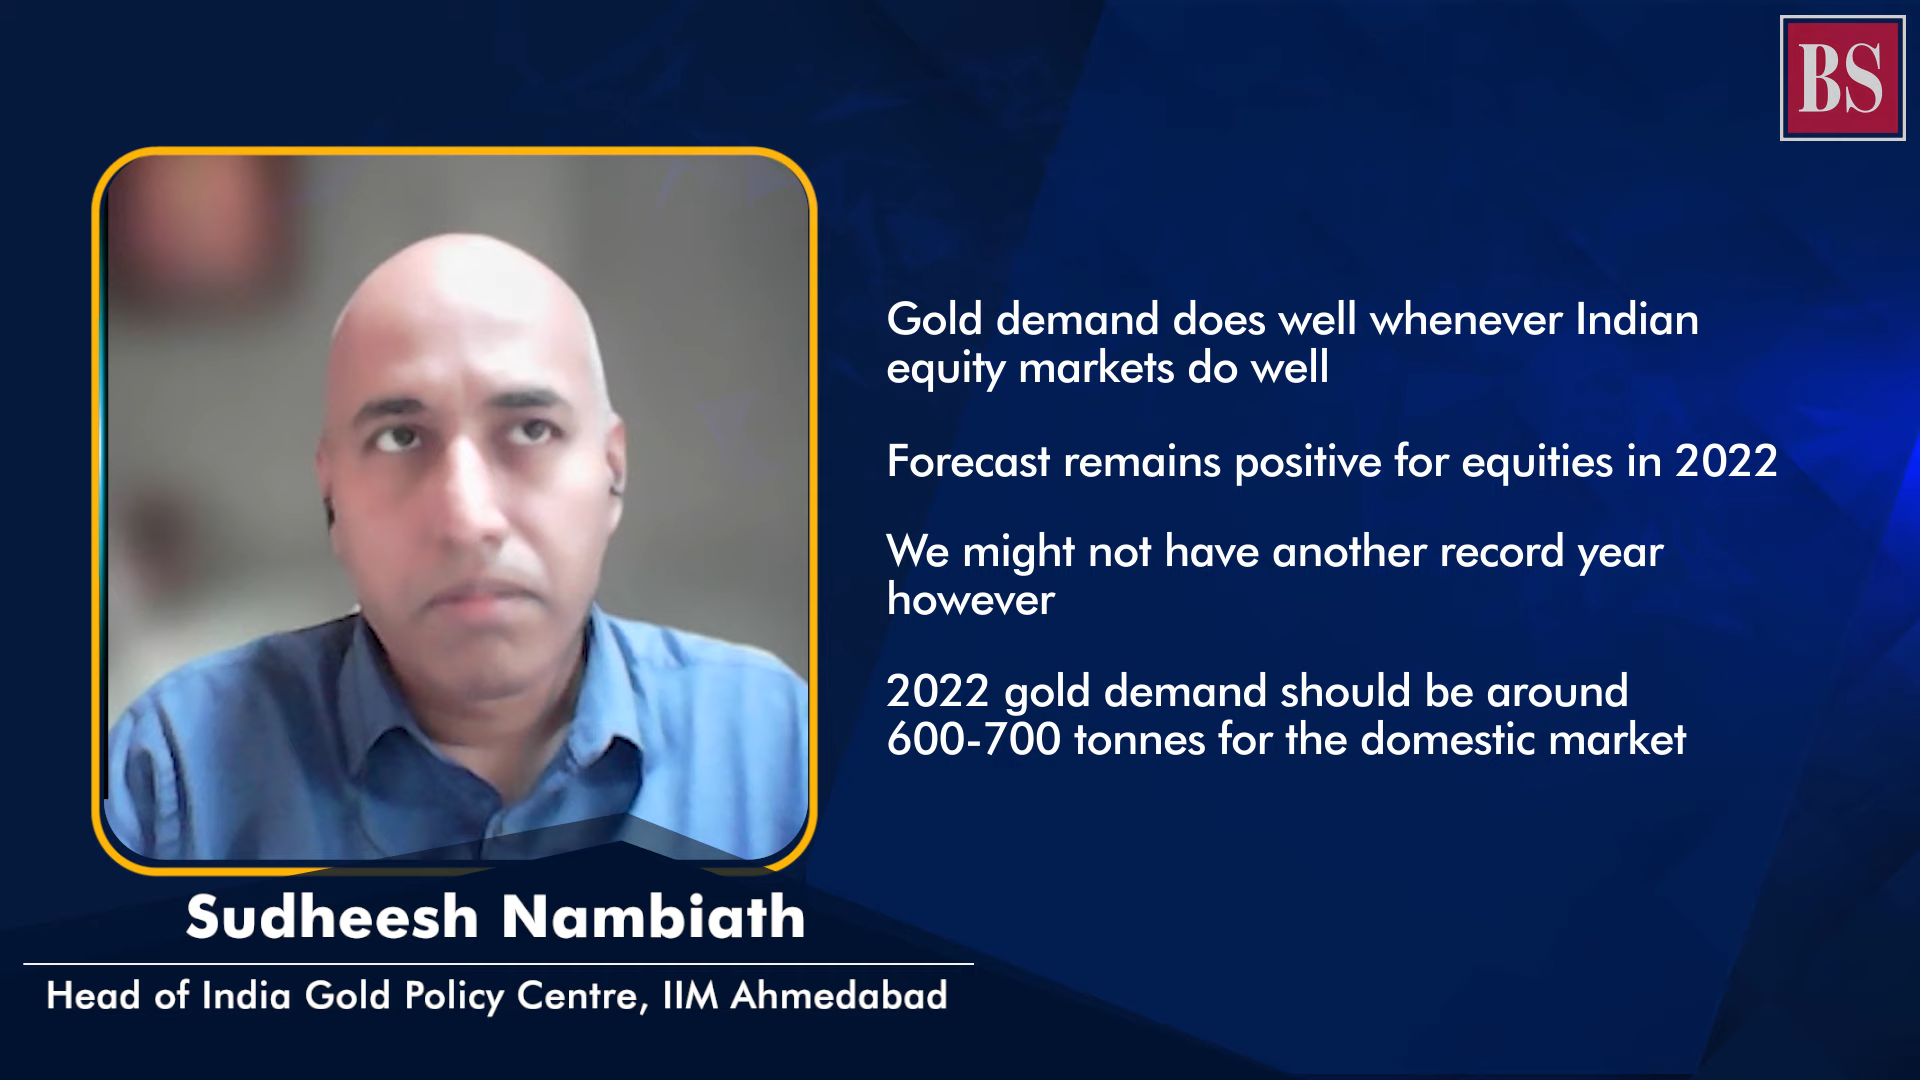 BS
Gold demand does well whenever Indian
equity markets do well
Forecast remains positive for equities in 2022
We might not have another record year
however
2022 gold demand should be around
600-700 tonnes for the domestic market
Sudheesh Nambiath
Head of India Gold Policy Centre, IIM Ahmedabad